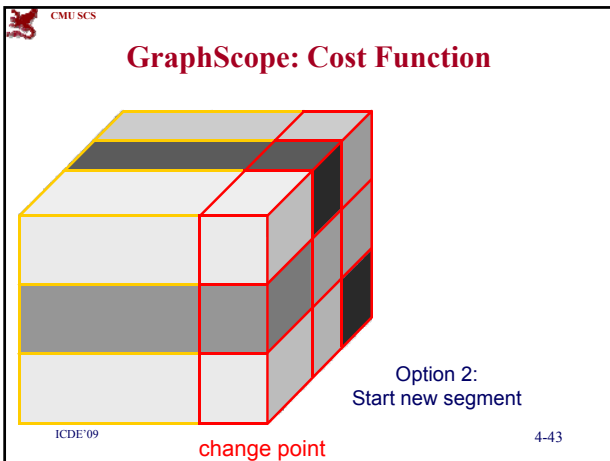 CMU SCS
GraphScope: Cost Function
Option 2:
Start new segment
ICDE'09
change point
4-43